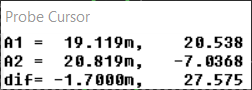 Probe Cursor
A1 = 19.119m, 20.538
A2 = 20.819m, -7.0368
dif= -1.7000m, 27.575